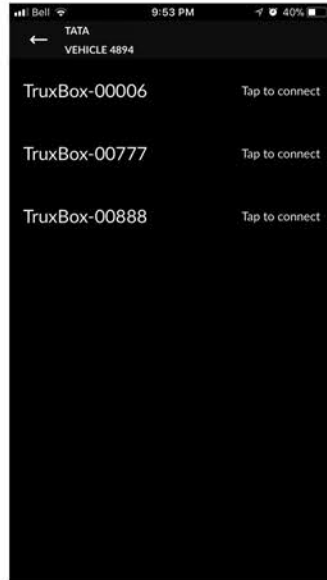 Bell 9:53 PM 40%
TATA
VEHICLE 4894
TruxBox-00006 Tap to connect
TruxBox-00777 Tap to connect
TruxBox-00888 Tap to connect